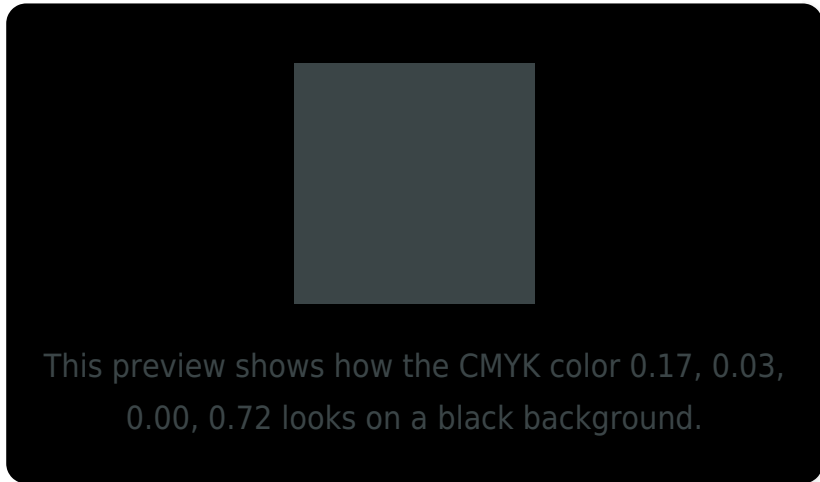 This preview shows how the CMYK color 0.17, 0.03,
0.00, 0.72 looks on a black background.